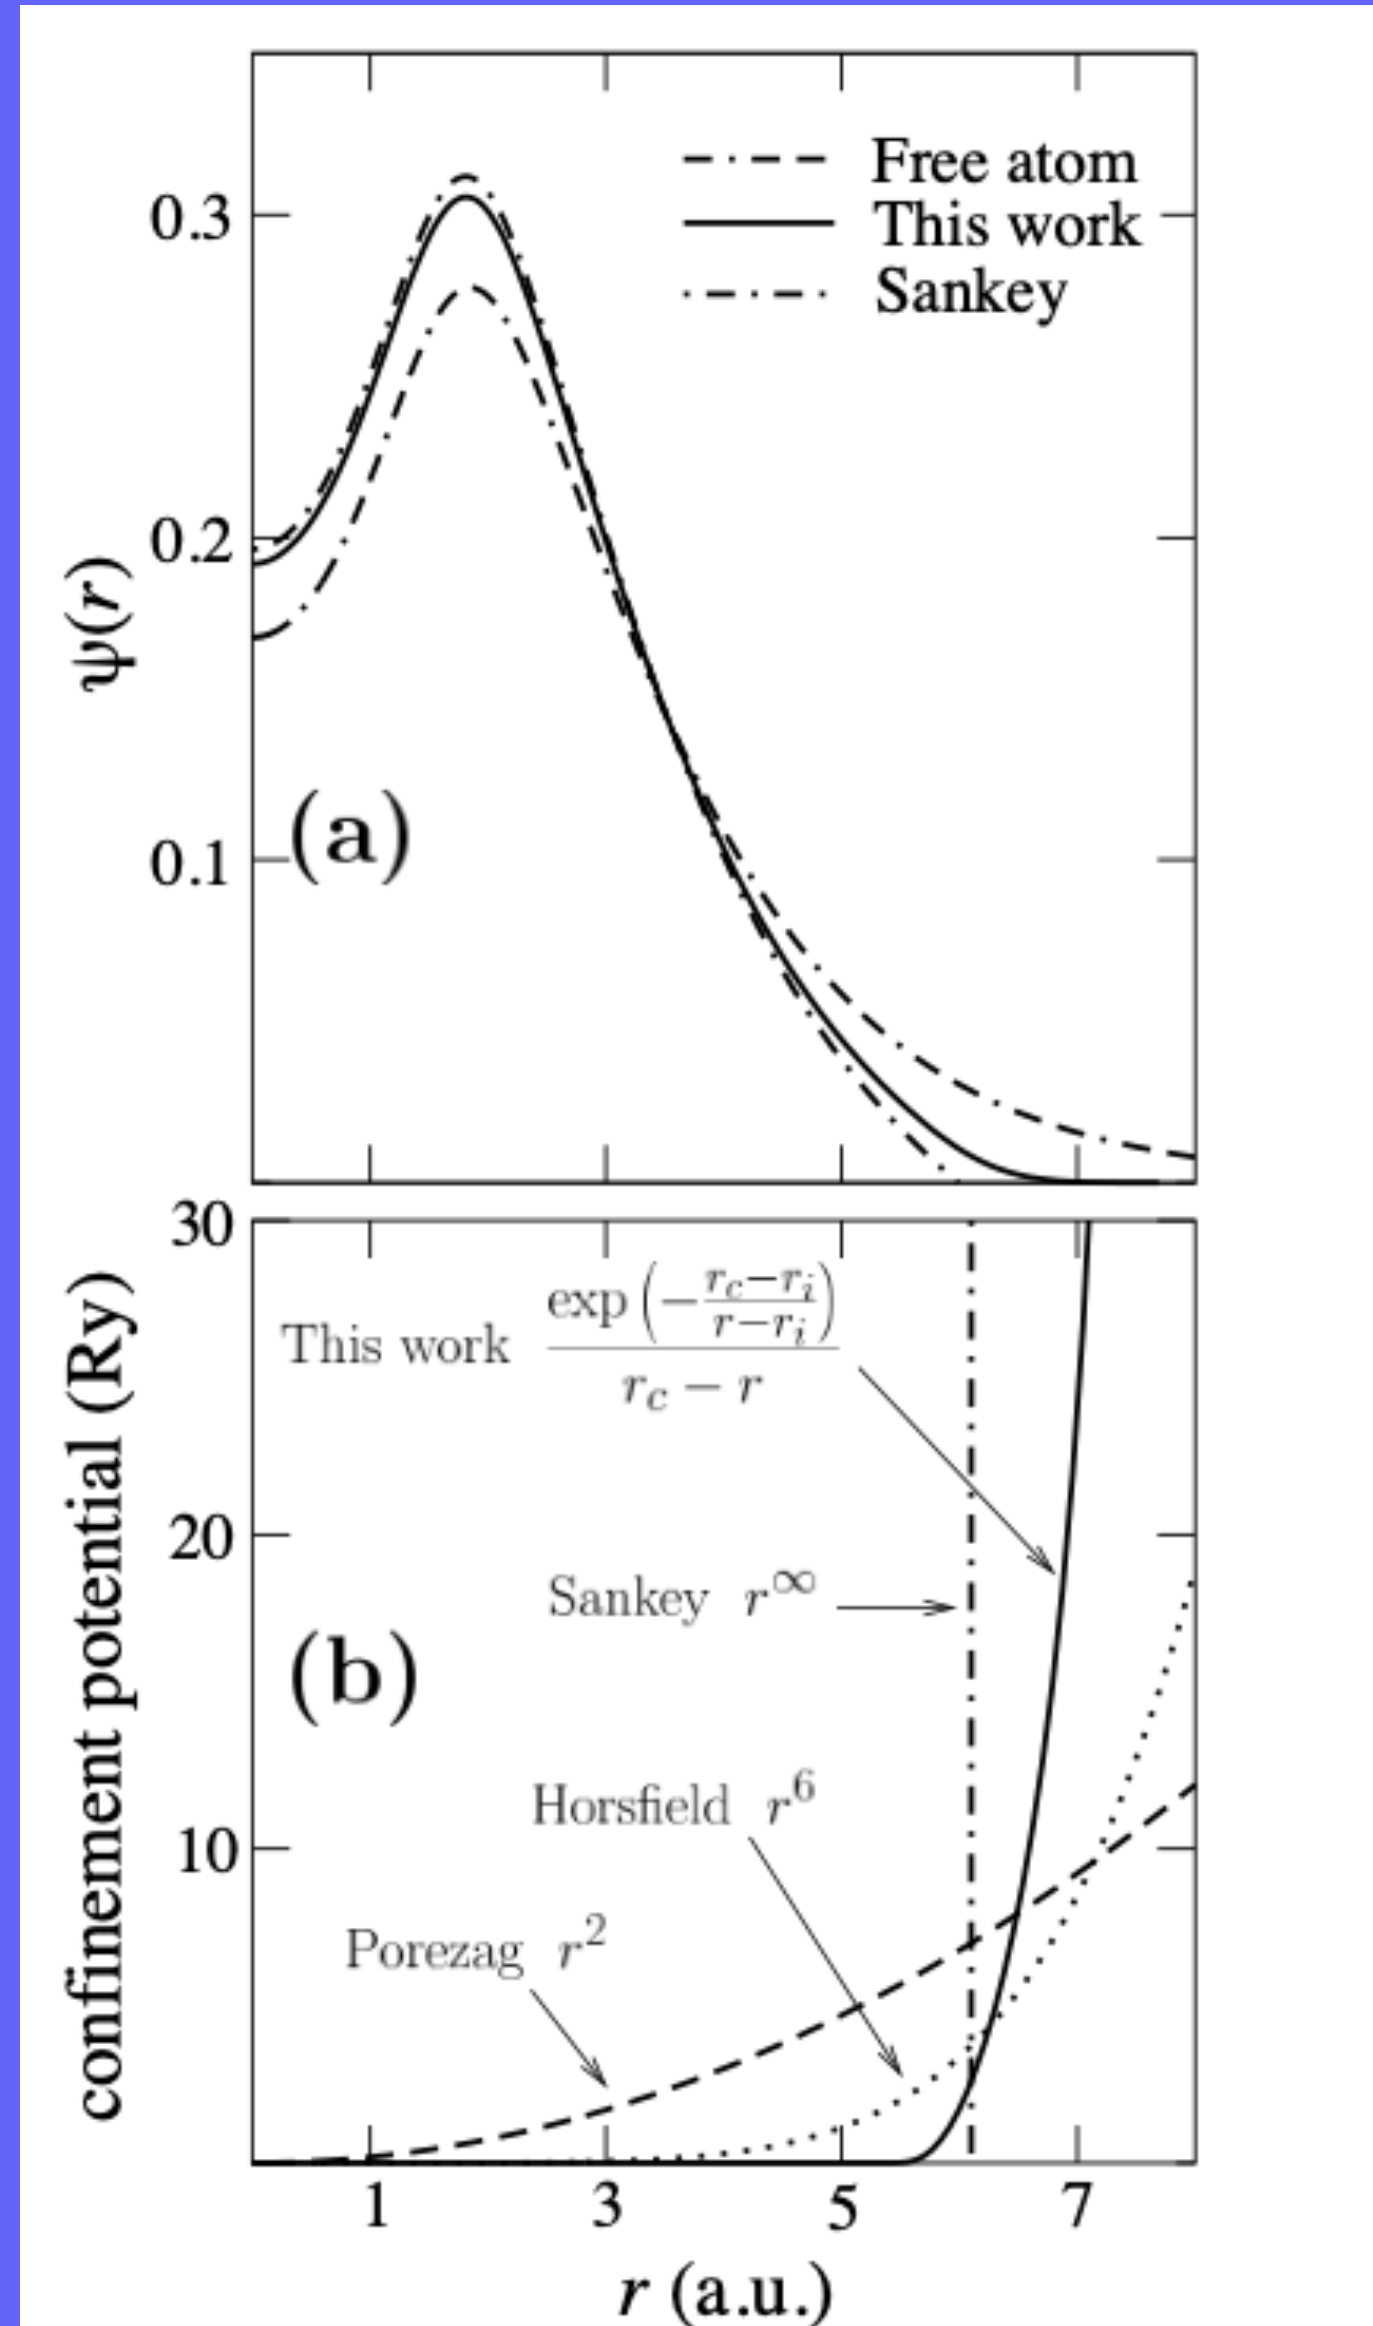 Free atom
This work
Sankey
0.3
0.2
0.1
ψ(r)
(a)
30
20
10
confinement potential (Ry)
This work exp(−(r_c−r_i)/(r−r_i))/(r_c − r)
Sankey r^∞
(b)
Horsfield r^6
Porezag r^2
1 3 5 7
r (a.u.)